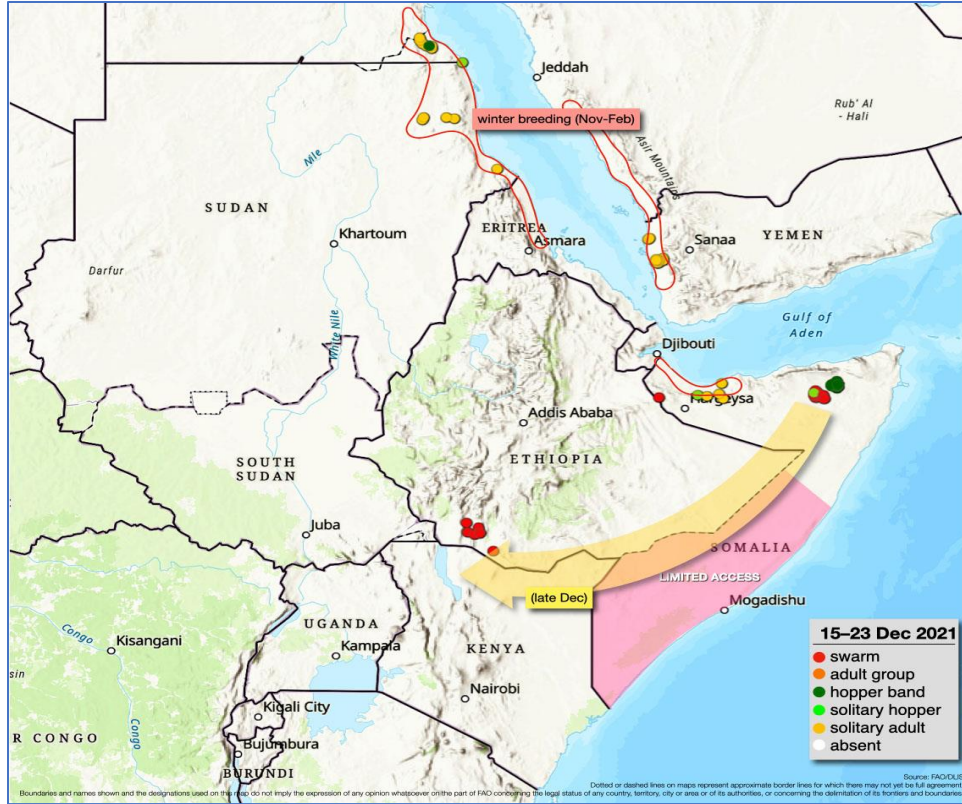 Jeddah
Rub' Al
- Hali
winter breeding (Nov-Feb)
Asir Mountains
Nile
SUDAN
ERITREA
Asmara
Sanaa
YEMEN
Khartoum
Darfur
White Nile
Gulf of
Aden
Djibouti
Hargeysa
Addis Ababa
ETHIOPIA
SOUTH
SUDAN
Juba
SOMALIA
LIMITED ACCESS
(late Dec)
Mogadishu
UGANDA
Kampala
KENYA
Congo
Kisangani
Nairobi
Kigali City
Congo
R CONGO
Bujumbura
BURUNDI
15–23 Dec 2021
swarm
adult group
hopper band
solitary hopper
solitary adult
absent
Source: FAO/DLIS
Dotted or dashed lines on maps represent approximate border lines for which there may not yet be full agreement
Boundaries and names shown and the designations used on this map do not imply the expression of any opinion whatsoever on the part of FAO concerning the legal status of any country, territory, city or area or of its authorities, or concerning the delimitation of its frontiers and boundaries